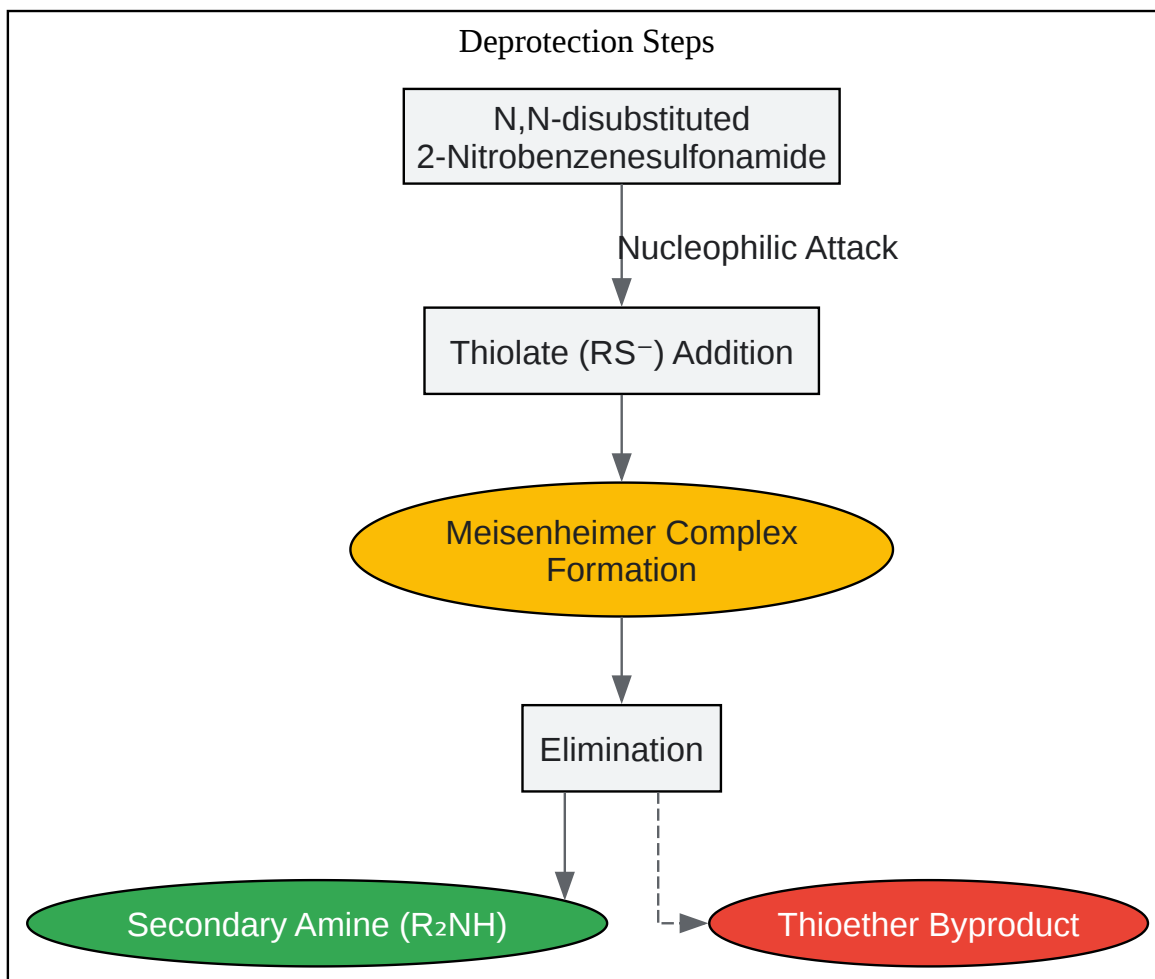 Deprotection Steps
N,N-disubstituted
2-Nitrobenzenesulfonamide
Nucleophilic Attack
Thiolate (RS⁻) Addition
Meisenheimer Complex
Formation
Elimination
Secondary Amine (R₂NH)
Thioether Byproduct